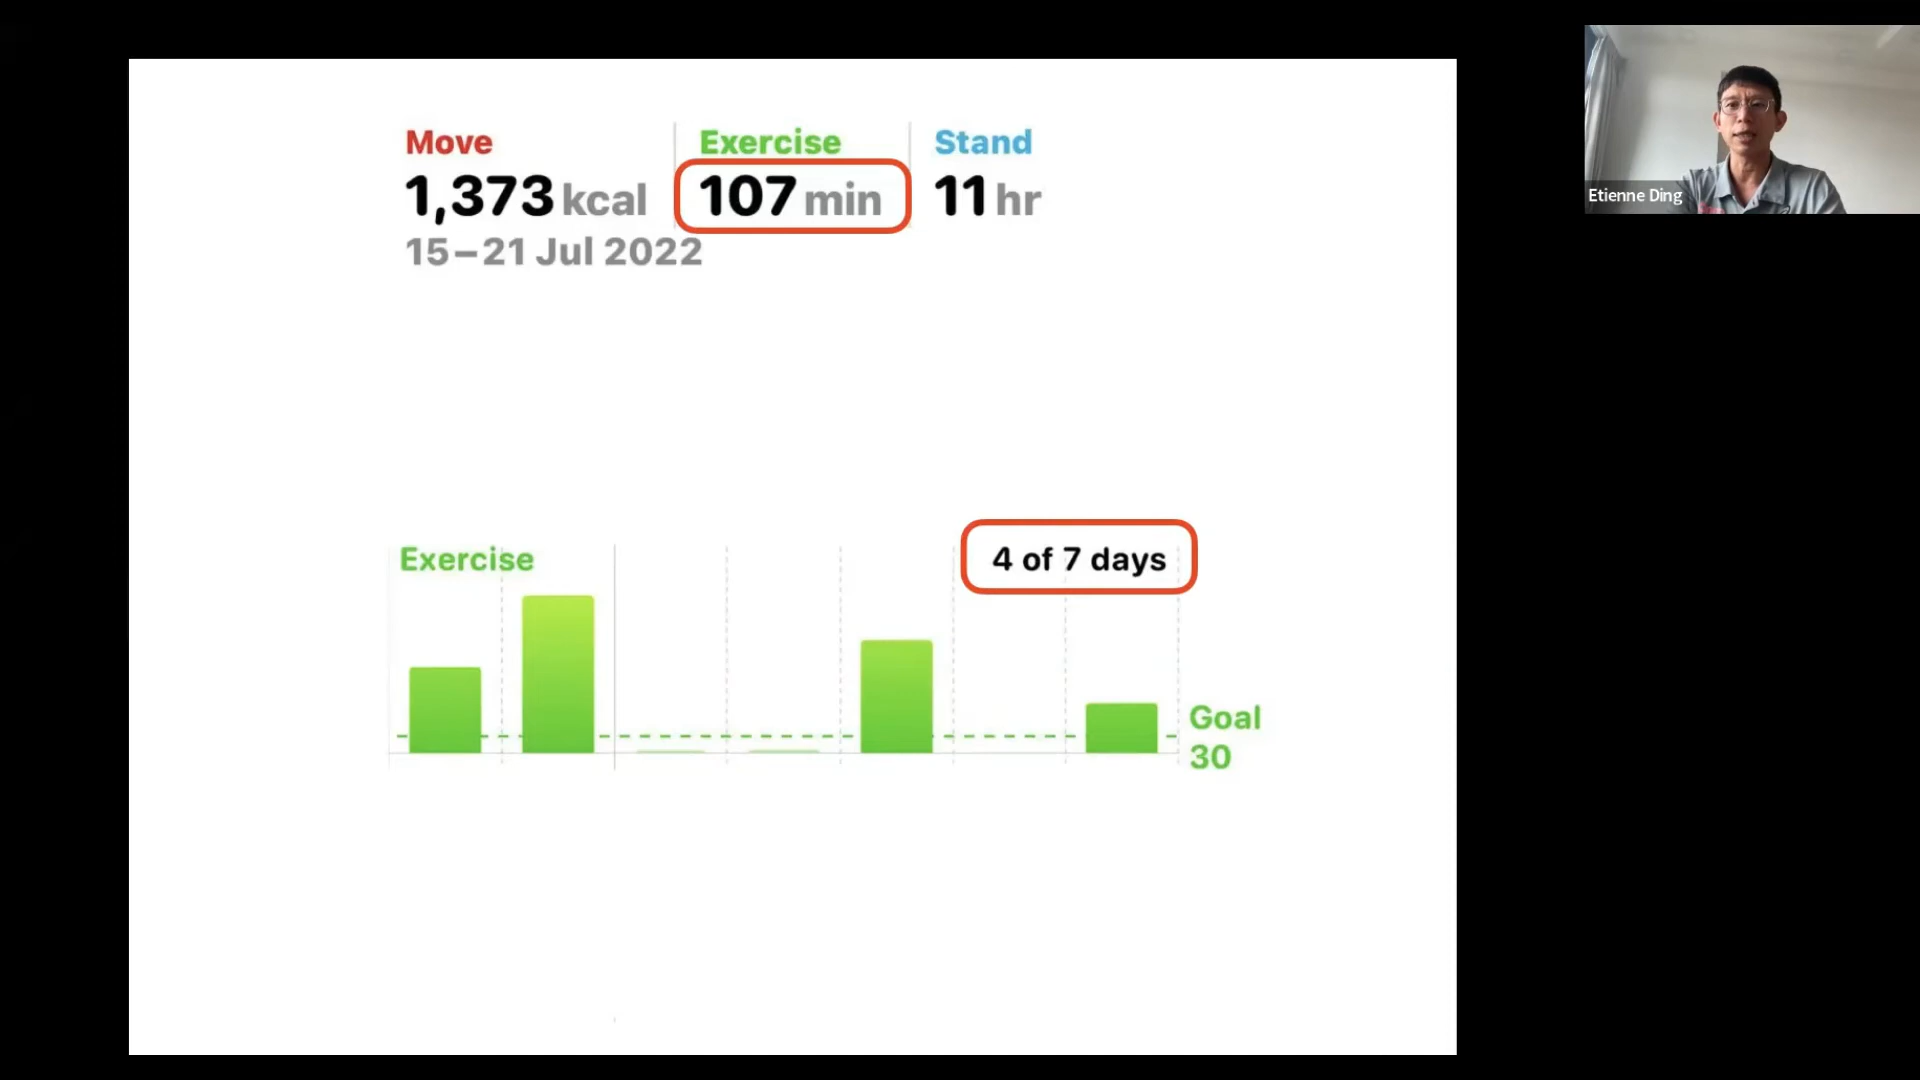 Move Exercise Stand
1,373 kcal 107 min 11 hr
15–21 Jul 2022
Exercise 4 of 7 days
Goal
30
Etienne Ding